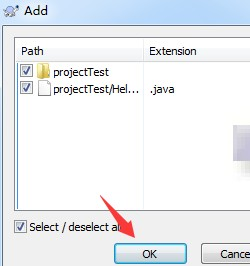 Add
Path Extension
projectTest
projectTest/Hel... .java
Select / deselect
OK Cance